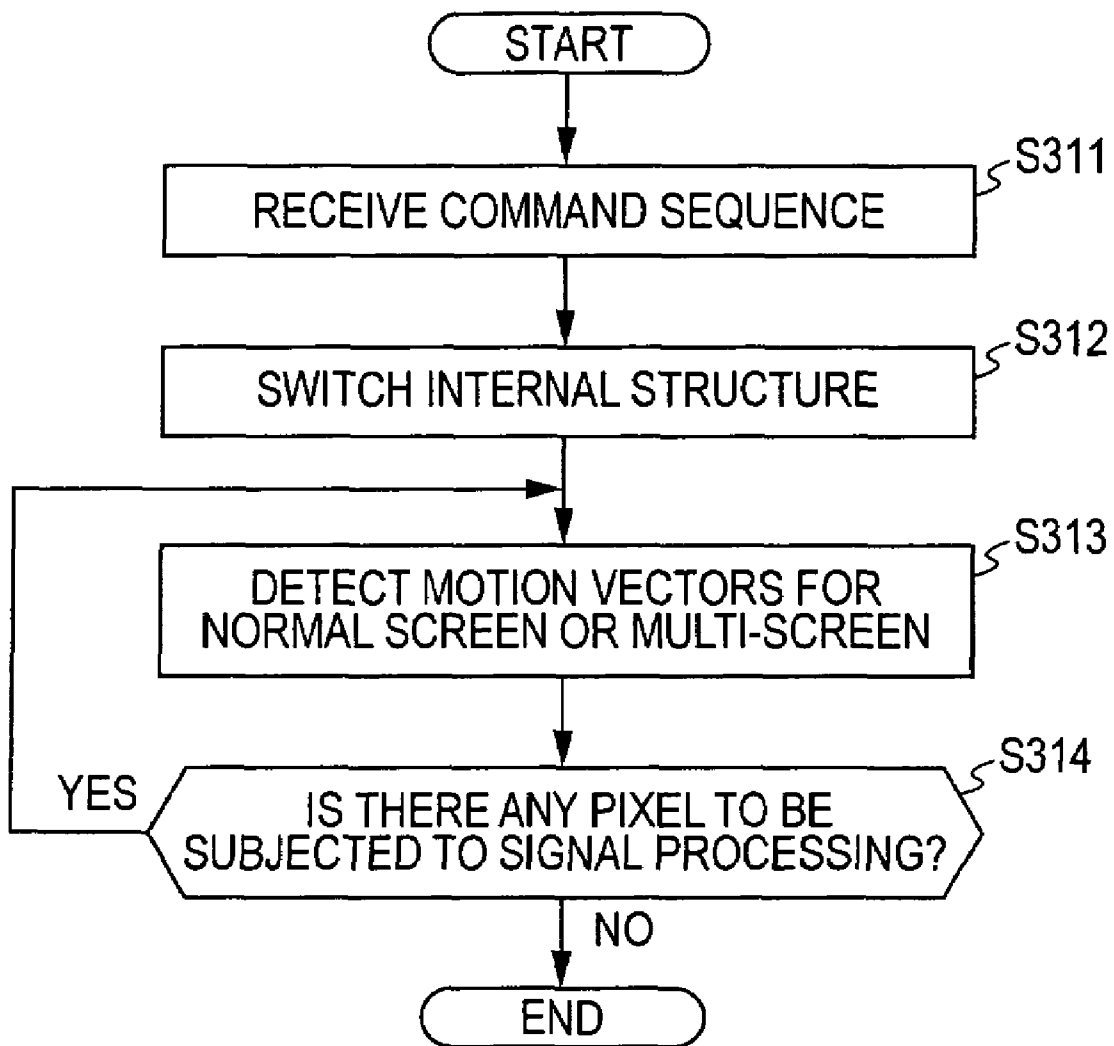 START
S311
RECEIVE COMMAND SEQUENCE
S312
SWITCH INTERNAL STRUCTURE
S313
DETECT MOTION VECTORS FOR
NORMAL SCREEN OR MULTI-SCREEN
S314
YES
IS THERE ANY PIXEL TO BE
SUBJECTED TO SIGNAL PROCESSING?
NO
END